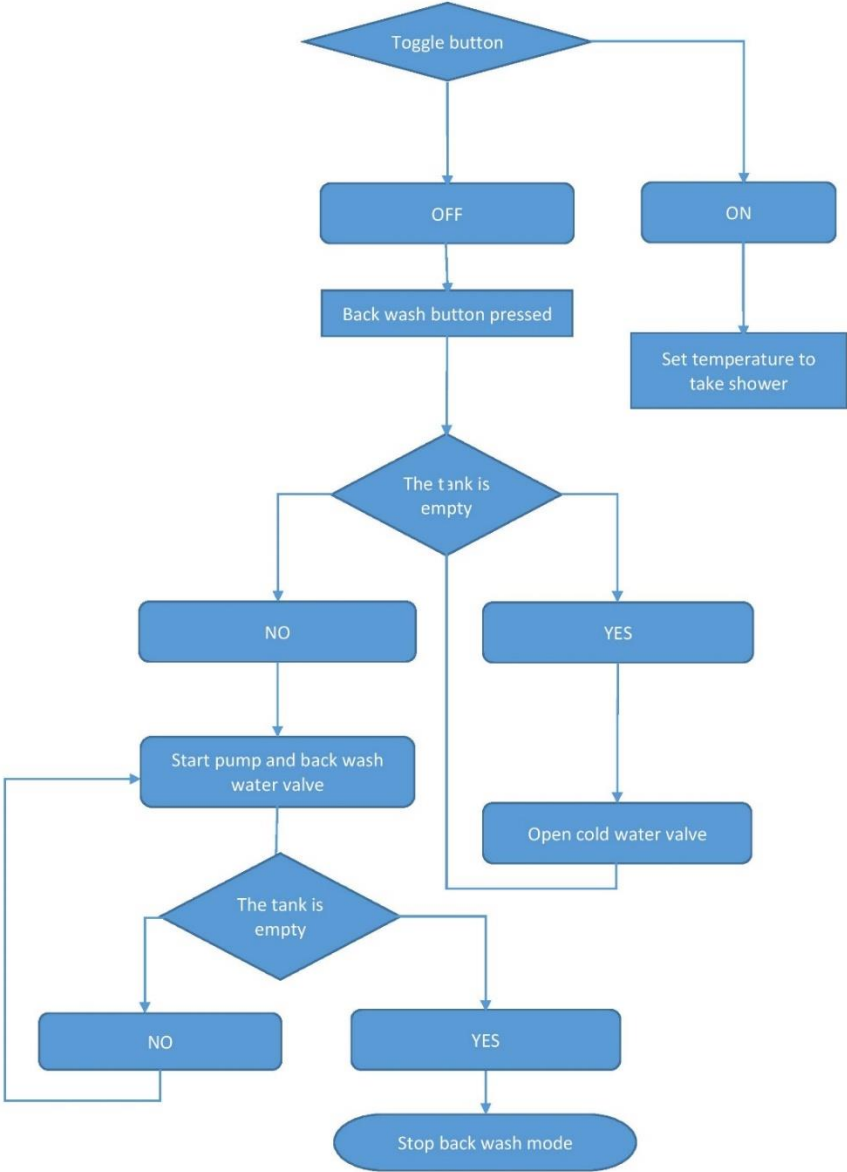 Toggle button
OFF
ON
Back wash button pressed
Set temperature to
take shower
The tank is
empty
NO
YES
Start pump and back wash
water valve
Open cold water valve
The tank is
empty
NO
YES
Stop back wash mode